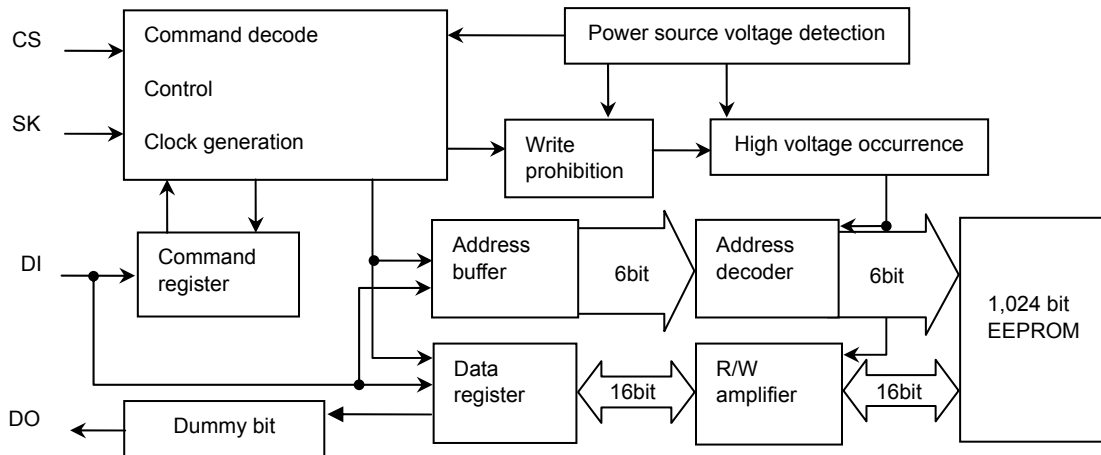 CS
Command decode
Control
Clock generation
Power source voltage detection
SK
Write
prohibition
High voltage occurrence
DI
Command
register
Address
buffer
6bit
Address
decoder
6bit
1,024 bit
EEPROM
Data
register
16bit
R/W
amplifier
16bit
DO
Dummy bit